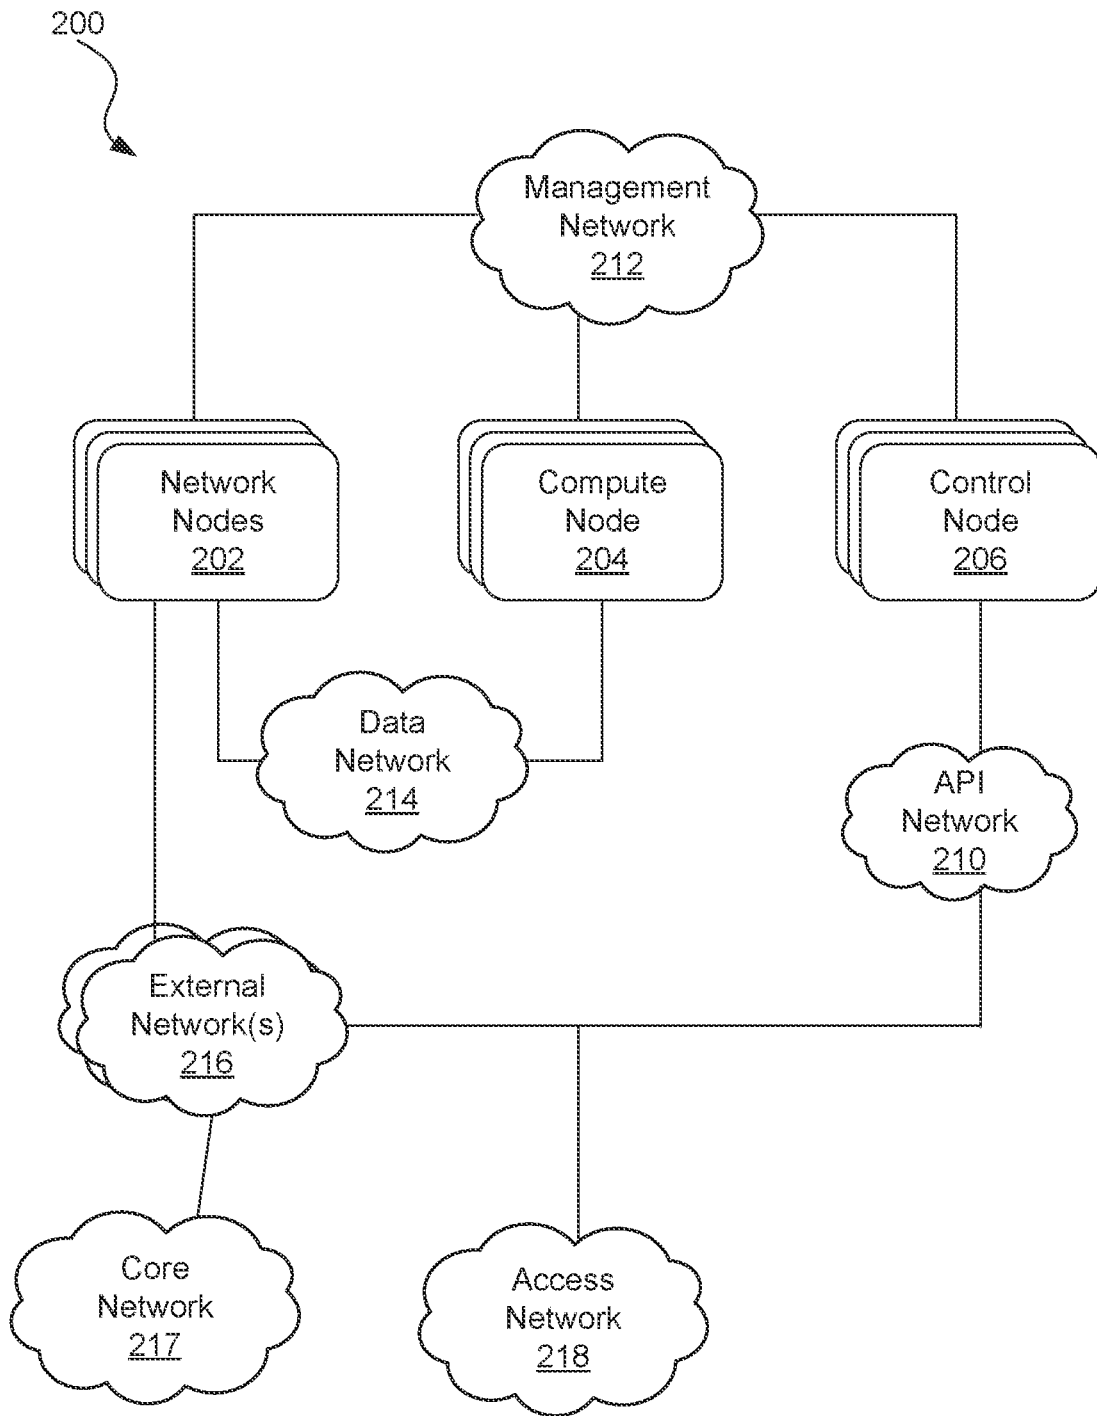 200
Management
Network
212
Network
Nodes
202
Compute
Node
204
Control
Node
206
Data
Network
214
API
Network
210
External
Network(s)
216
Core
Network
217
Access
Network
218